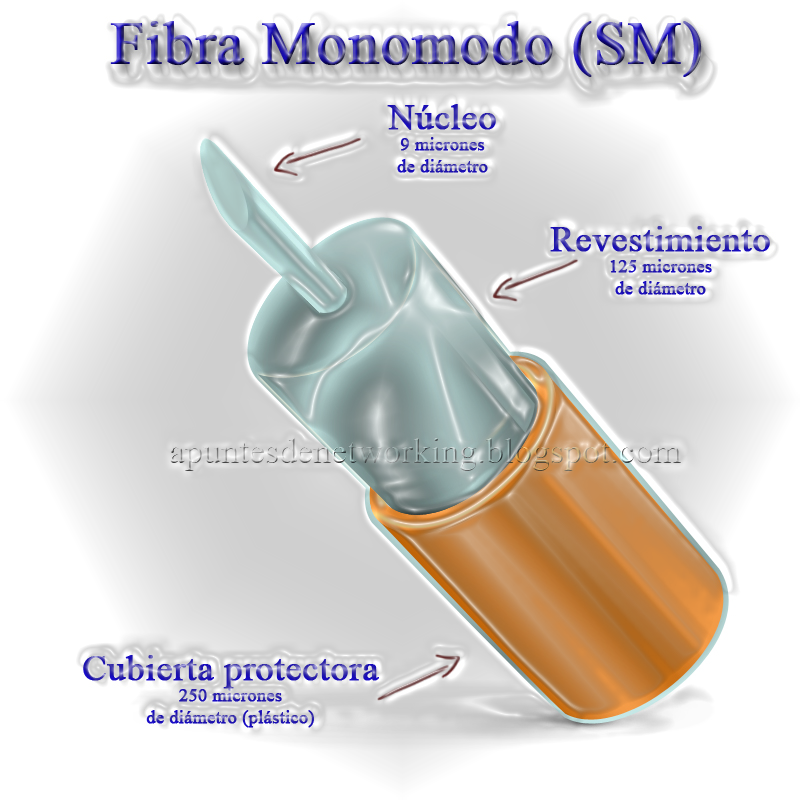 Fibra Monomodo (SM)
Núcleo
9 micrones
de diámetro
Revestimiento
125 micrones
de diámetro
apuntesdenetworking.blogspot.com
Cubierta protectora
250 micrones
de diámetro (plástico)